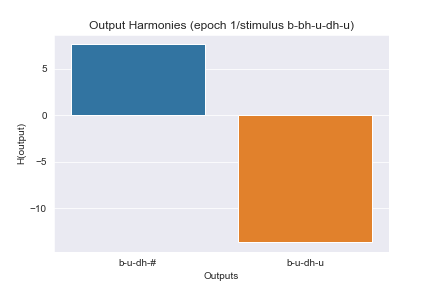 Output Harmonies (epoch 1/stimulus b-bh-u-dh-u)
H(output)
5
0
−5
−10
b-u-dh-#
b-u-dh-u
Outputs